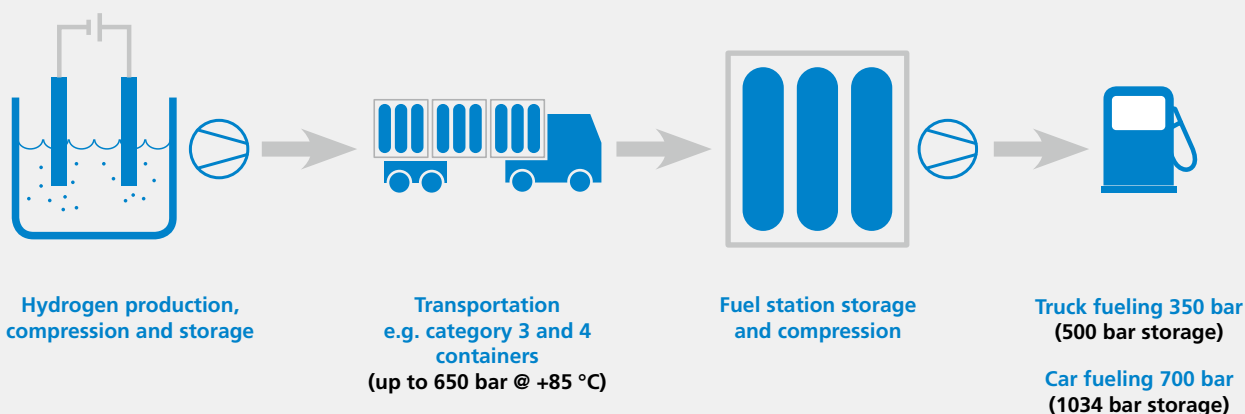 Hydrogen production,
compression and storage
Transportation
e.g. category 3 and 4
containers
(up to 650 bar @ +85 °C)
Fuel station storage
and compression
Truck fueling 350 bar
(500 bar storage)
Car fueling 700 bar
(1034 bar storage)